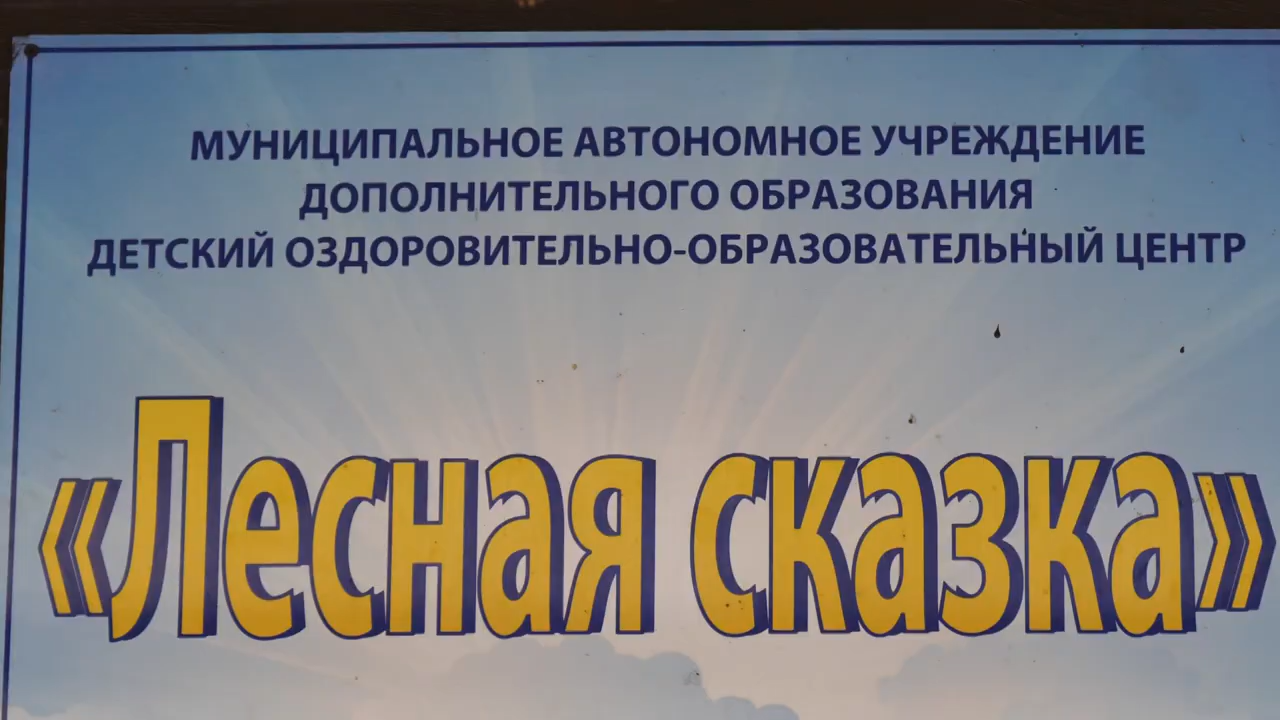 МУНИЦИПАЛЬНОЕ АВТОНОМНОЕ УЧРЕЖДЕНИЕ
ДОПОЛНИТЕЛЬНОГО ОБРАЗОВАНИЯ
ДЕТСКИЙ ОЗДОРОВИТЕЛЬНО-ОБРАЗОВАТЕЛЬНЫЙ ЦЕНТР
«Лесная сказка»